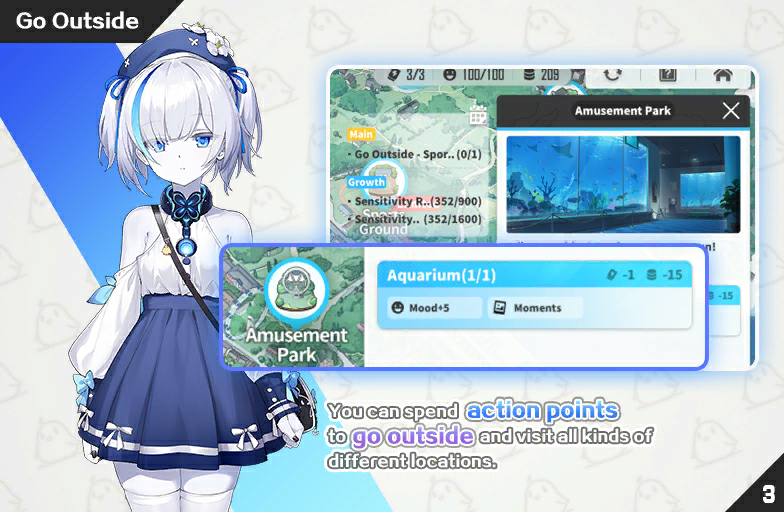 Go Outside
3/3
100/100
209
Amusement Park
Main
· Go Outside - Spor.. (0/1)
Growth
· Sensitivity R..(352/900)
· Sensitivity.. (352/1600)
Ground
Aquarium(1/1)
-1
-15
-15
Mood+5
Moments
Amusement
Park
You can spend action points
to go outside and visit all kinds of
different locations.
3